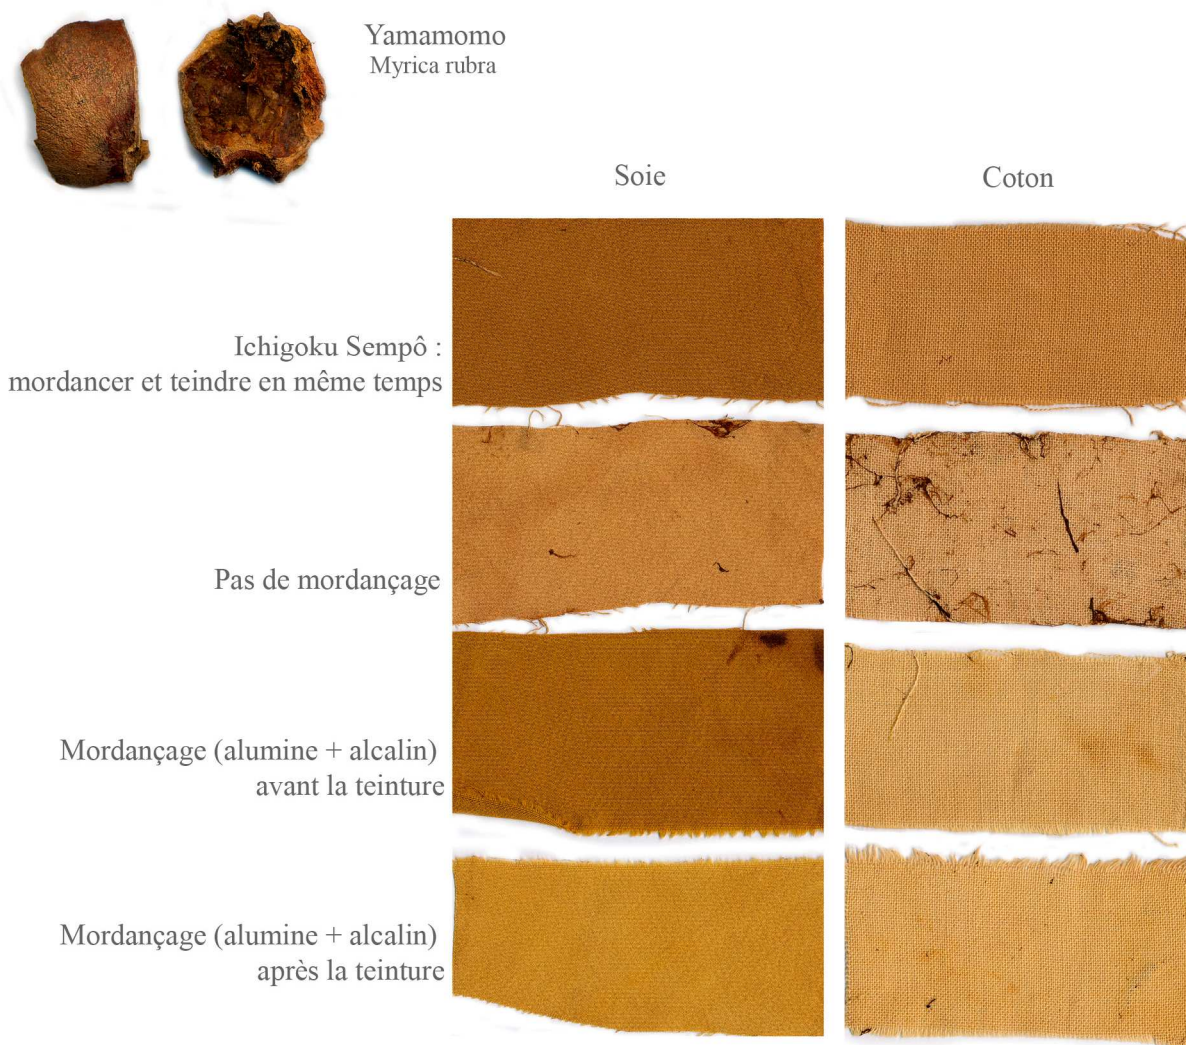 Yamamomo
Myrica rubra
Soie
Coton
Ichigoku Sempô :
mordancer et teindre en même temps
Pas de mordançage
Mordançage (alumine + alcalin)
avant la teinture
Mordançage (alumine + alcalin)
après la teinture